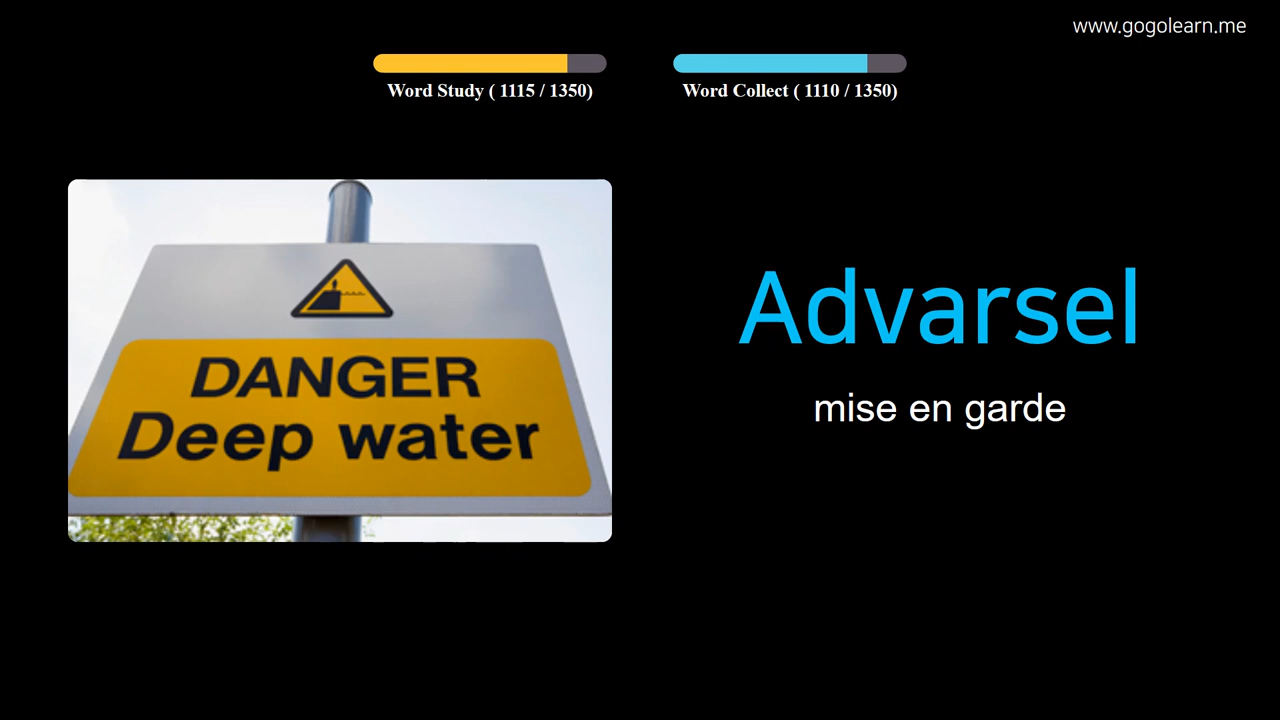 www.gogolearn.me
Word Study ( 1115 / 1350)
Word Collect ( 1110 / 1350)
DANGER
Deep water
Advarsel
mise en garde